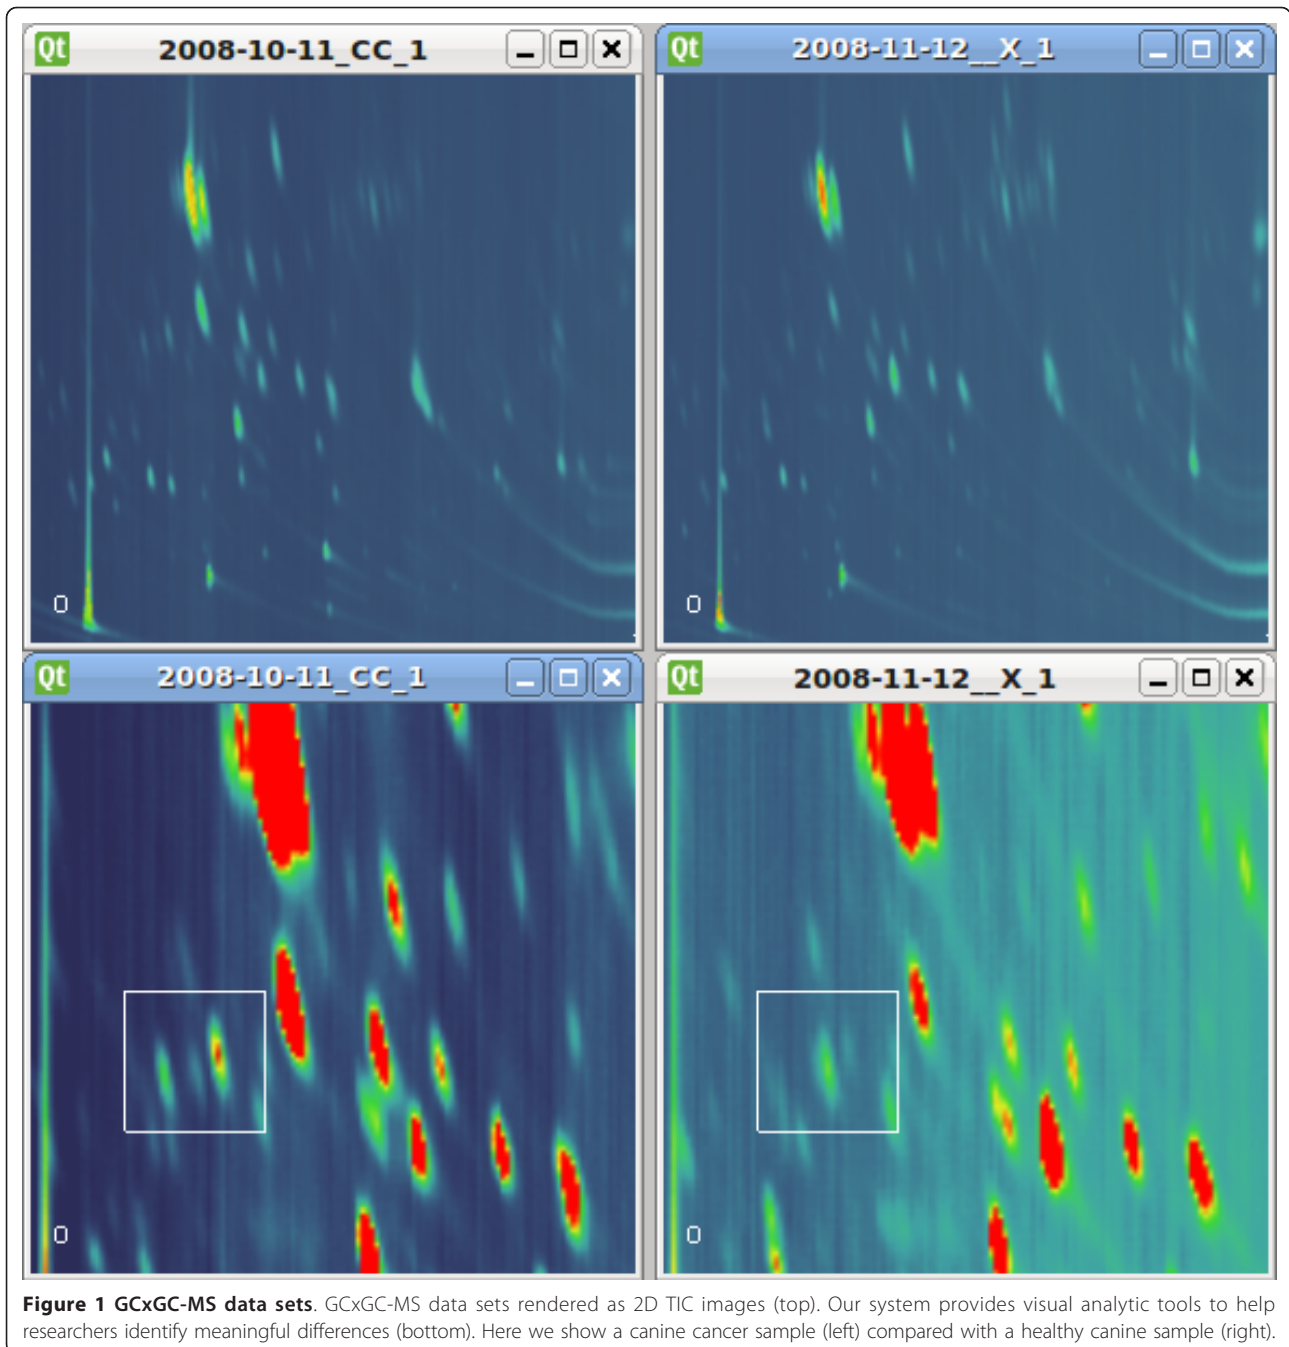 Qt 2008-10-11_CC_1
Qt 2008-11-12__X_1
0
0
Qt 2008-10-11_CC_1
Qt 2008-11-12__X_1
0
0
Figure 1 GCxGC-MS data sets. GCxGC-MS data sets rendered as 2D TIC images (top). Our system provides visual analytic tools to help
researchers identify meaningful differences (bottom). Here we show a canine cancer sample (left) compared with a healthy canine sample (right).